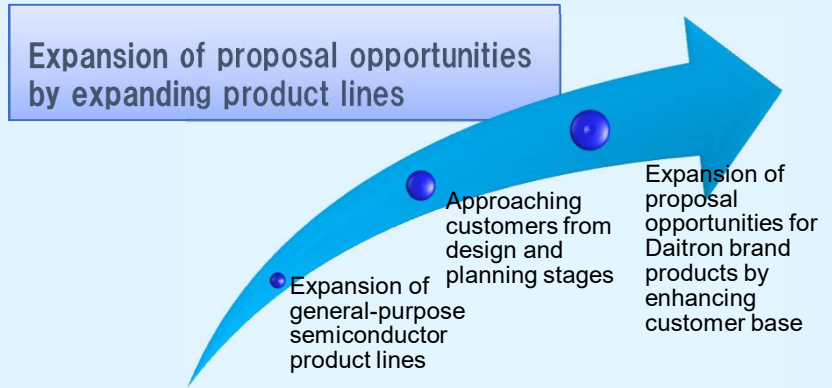 Expansion of proposal opportunities
by expanding product lines
Expansion of
general-purpose
semiconductor
product lines
Approaching
customers from
design and
planning stages
Expansion of
proposal
opportunities for
Daitron brand
products by
enhancing
customer base